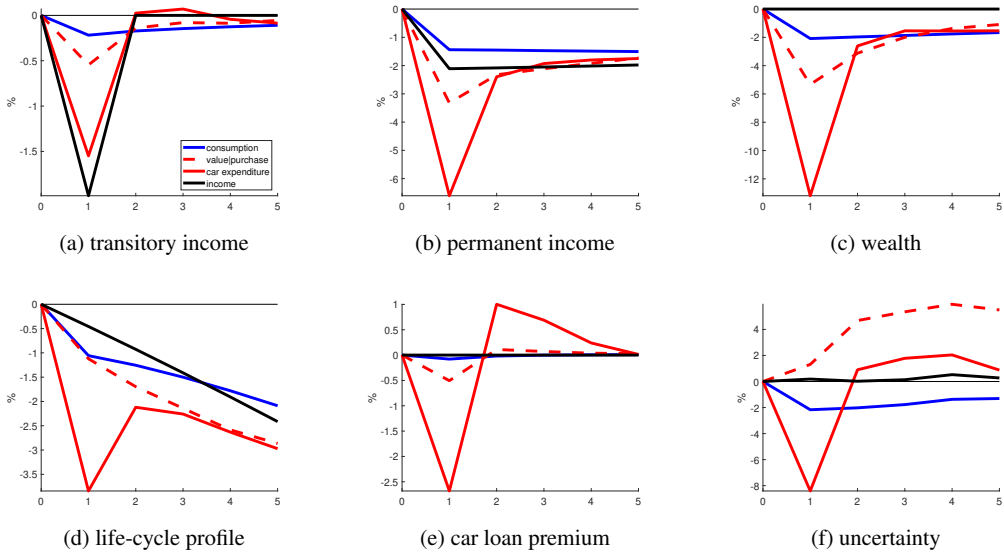 0
-0.5
-1
-1.5
%
0 1 2 3 4 5
consumption
value|purchase
car expenditure
income
(a) transitory income
0
-1
-2
-3
-4
-5
-6
%
0 1 2 3 4 5
(b) permanent income
0
-2
-4
-6
-8
-10
-12
%
0 1 2 3 4 5
(c) wealth
0
-0.5
-1
-1.5
-2
-2.5
-3
-3.5
%
0 1 2 3 4 5
(d) life-cycle profile
1
0.5
0
-0.5
-1
-1.5
-2
-2.5
%
0 1 2 3 4 5
(e) car loan premium
4
2
0
-2
-4
-6
-8
%
0 1 2 3 4 5
(f) uncertainty